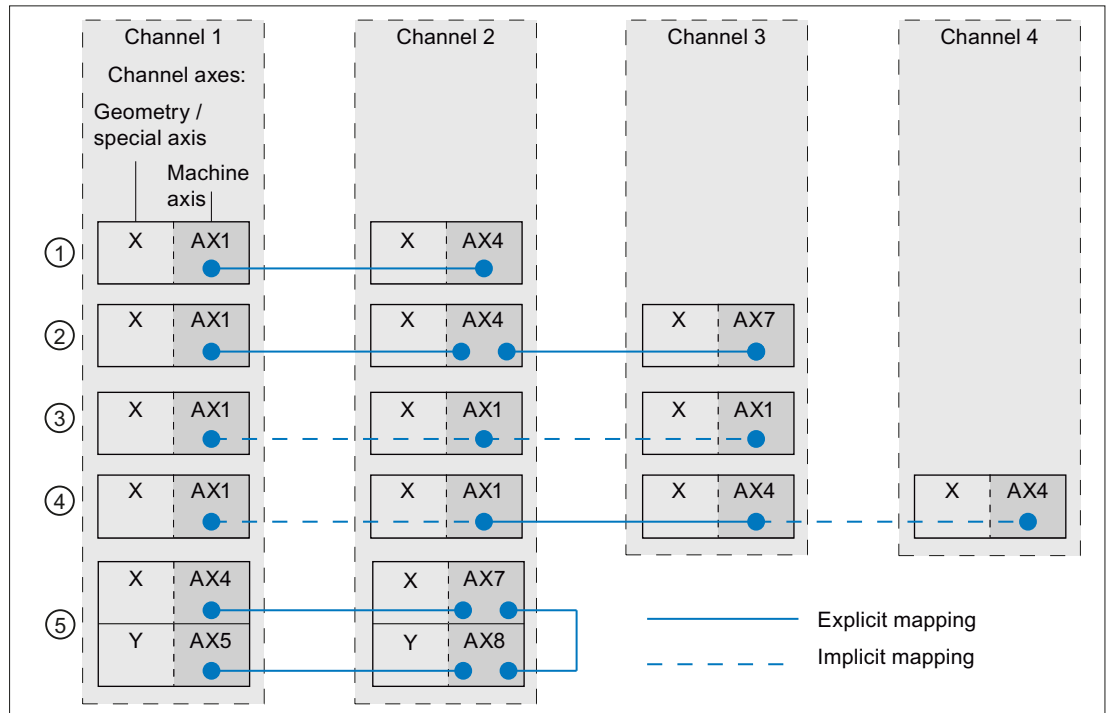 Channel 1
Channel 2
Channel 3
Channel 4
Channel axes:
Geometry /
special axis
Machine
axis
1
X AX1
X AX4
2
X AX1
X AX4
X AX7
3
X AX1
X AX1
X AX1
4
X AX1
X AX1
X AX4
X AX4
5
X AX4
X AX7
Y AX5
Y AX8
Explicit mapping
Implicit mapping